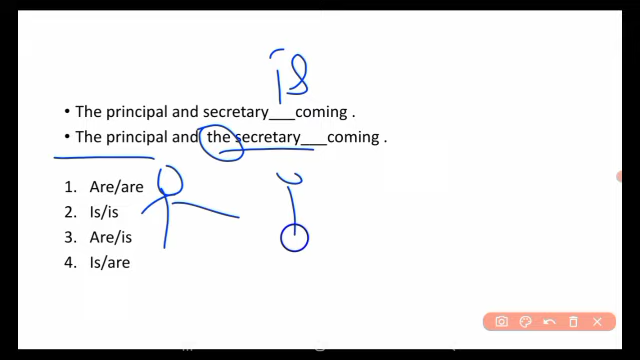 is
• The principal and secretary___coming .
• The principal and the secretary___coming .
1. Are/are
2. Is/is
3. Are/is
4. Is/are